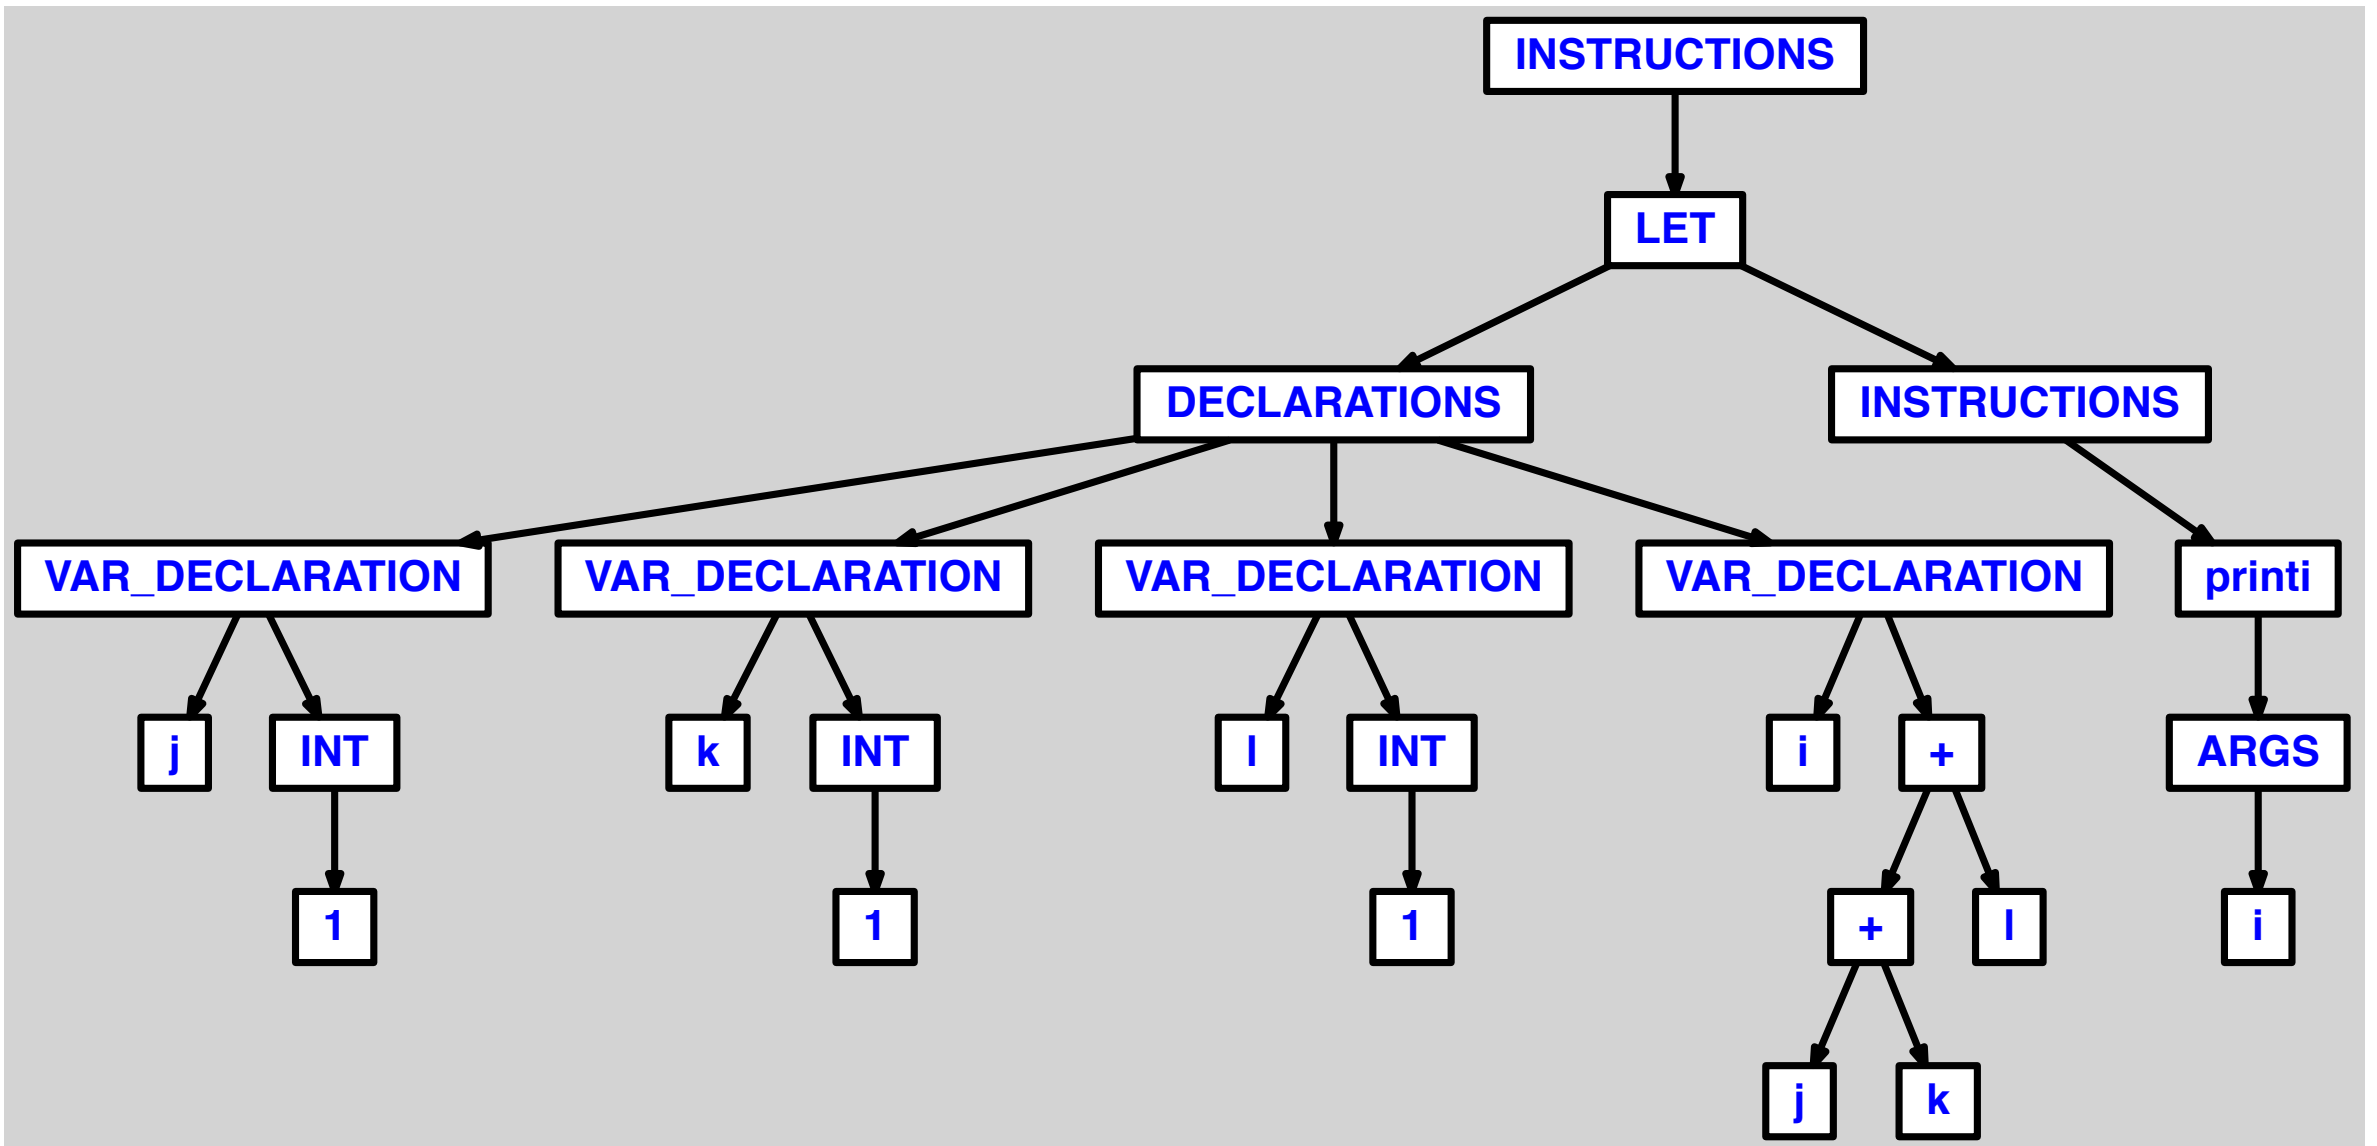 INSTRUCTIONS
LET
DECLARATIONS INSTRUCTIONS
VAR_DECLARATION VAR_DECLARATION VAR_DECLARATION VAR_DECLARATION printi
j INT k INT l INT i + ARGS
1 1 1 + l i
j k